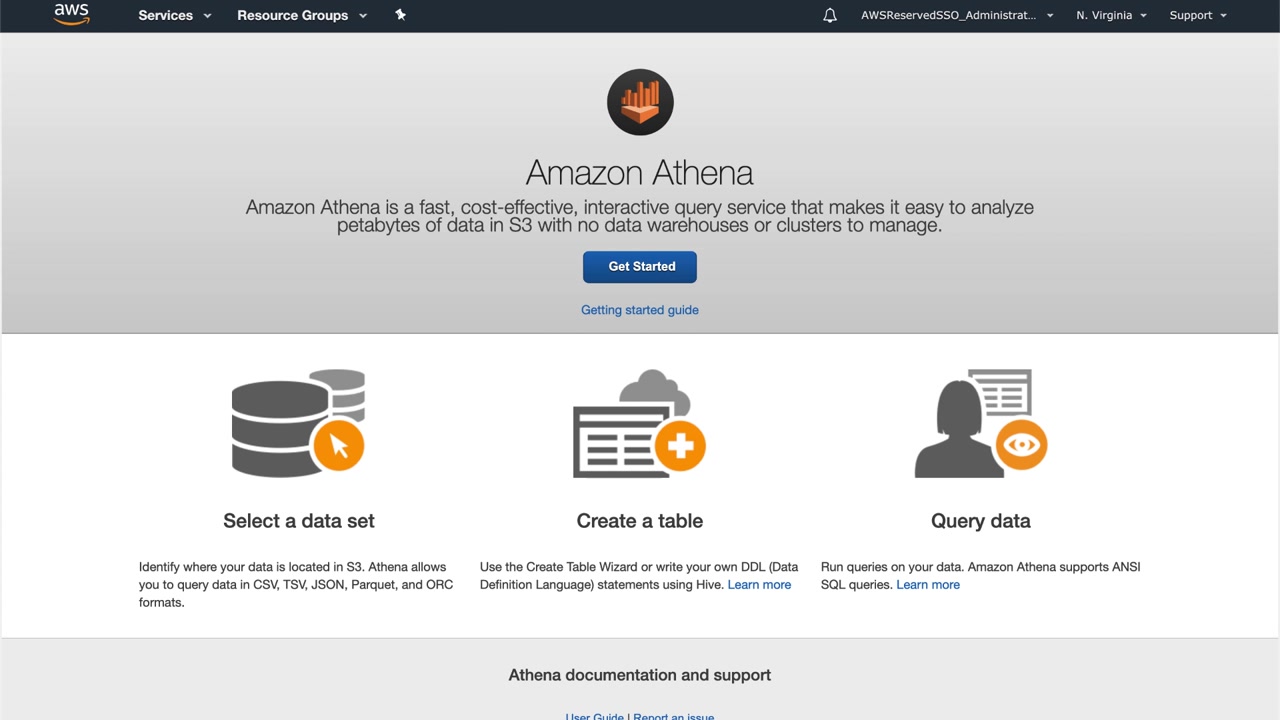 aws Services Resource Groups AWSReservedSSO_Administrat... N. Virginia Support
Amazon Athena
Amazon Athena is a fast, cost-effective, interactive query service that makes it easy to analyze
petabytes of data in S3 with no data warehouses or clusters to manage.
Get Started
Getting started guide
Select a data set
Identify where your data is located in S3. Athena allows
you to query data in CSV, TSV, JSON, Parquet, and ORC
formats.
Create a table
Use the Create Table Wizard or write your own DDL (Data
Definition Language) statements using Hive. Learn more
Query data
Run queries on your data. Amazon Athena supports ANSI
SQL queries. Learn more
Athena documentation and support
User Guide | Report an issue